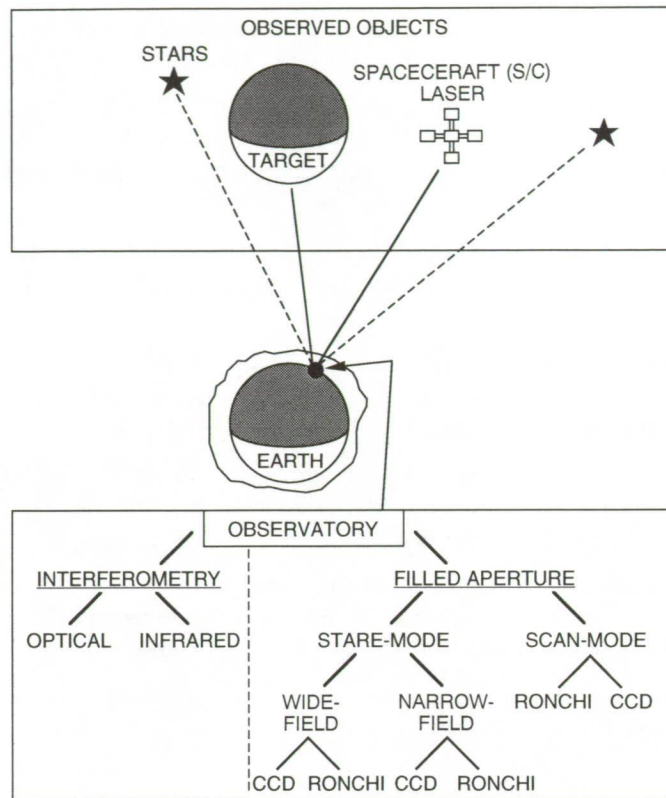 OBSERVED OBJECTS
STARS
SPACECERAFT (S/C)
LASER
TARGET
EARTH
OBSERVATORY
INTERFEROMETRY
FILLED APERTURE
OPTICAL
INFRARED
STARE-MODE
SCAN-MODE
WIDE-
FIELD
NARROW-
FIELD
RONCHI CCD
CCD RONCHI CCD RONCHI